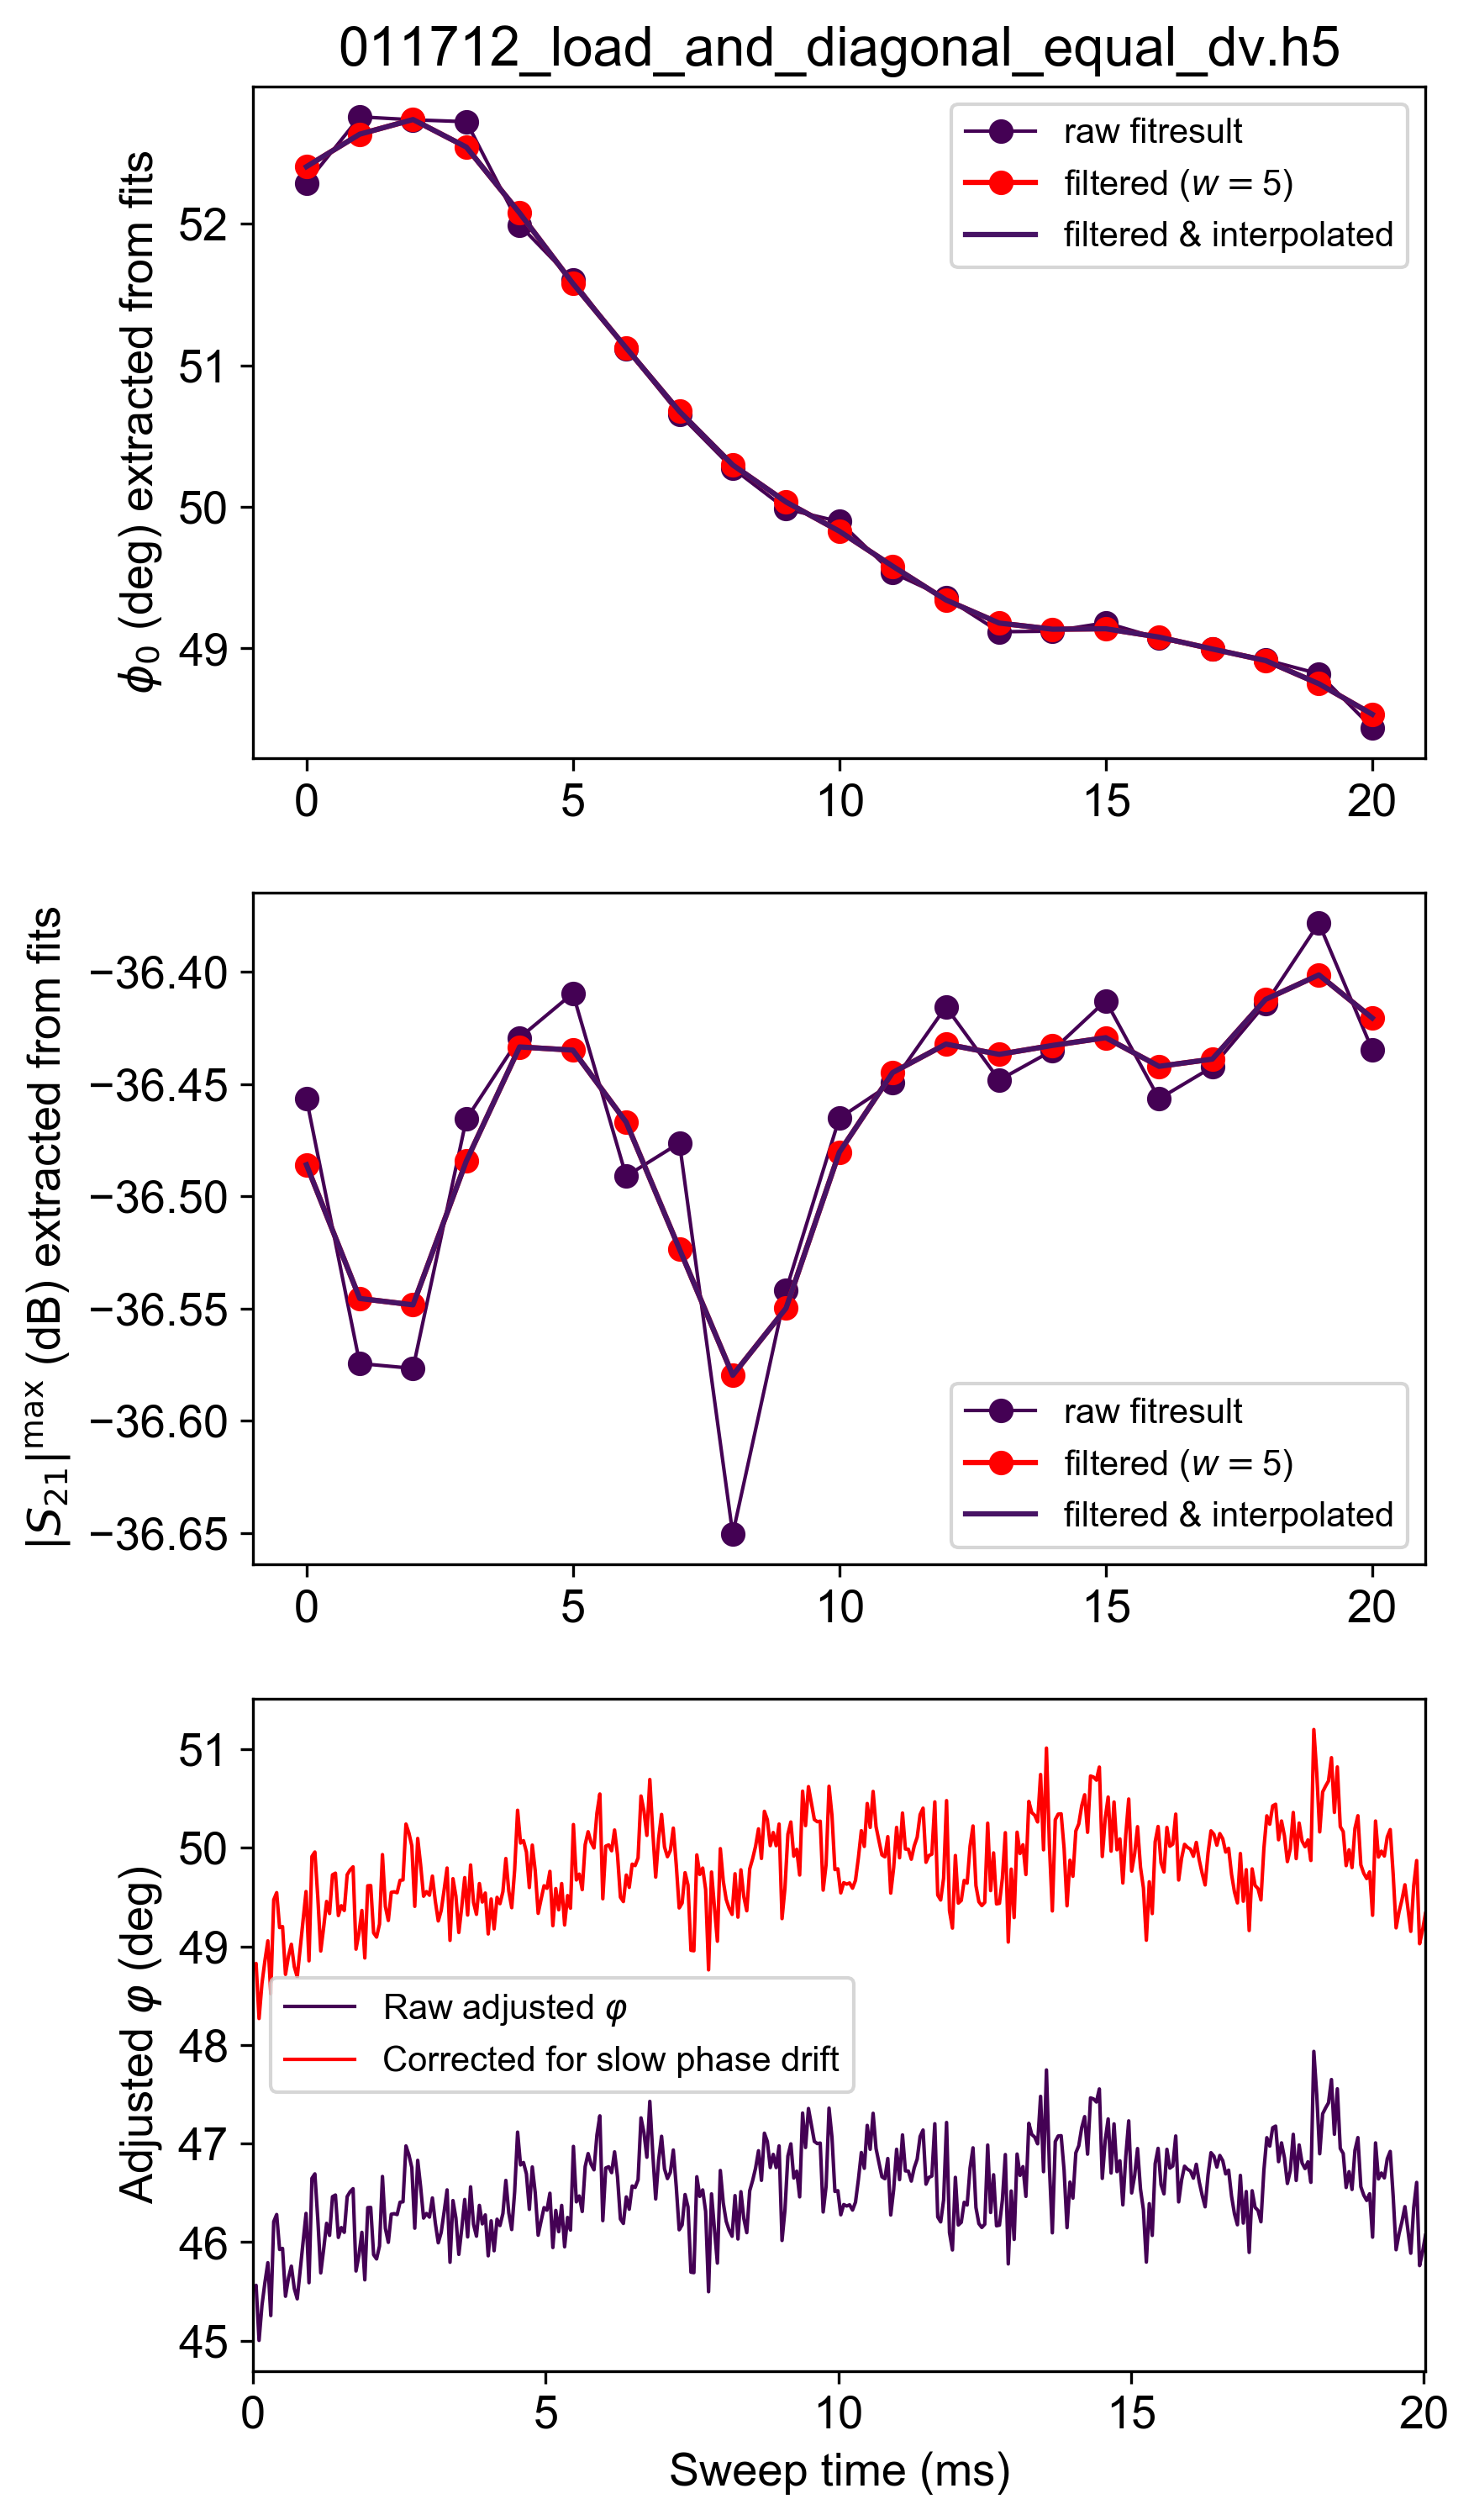 011712_load_and_diagonal_equal_dv.h5
ϕ₀ (deg) extracted from fits
52
51
50
49
raw fitresult
filtered (w = 5)
filtered & interpolated
0 5 10 15 20
|S₂₁|ᵐᵃˣ (dB) extracted from fits
−36.40
−36.45
−36.50
−36.55
−36.60
−36.65
raw fitresult
filtered (w = 5)
filtered & interpolated
0 5 10 15 20
Adjusted φ (deg)
51
50
49
48
47
46
45
Raw adjusted φ
Corrected for slow phase drift
0 5 10 15 20
Sweep time (ms)